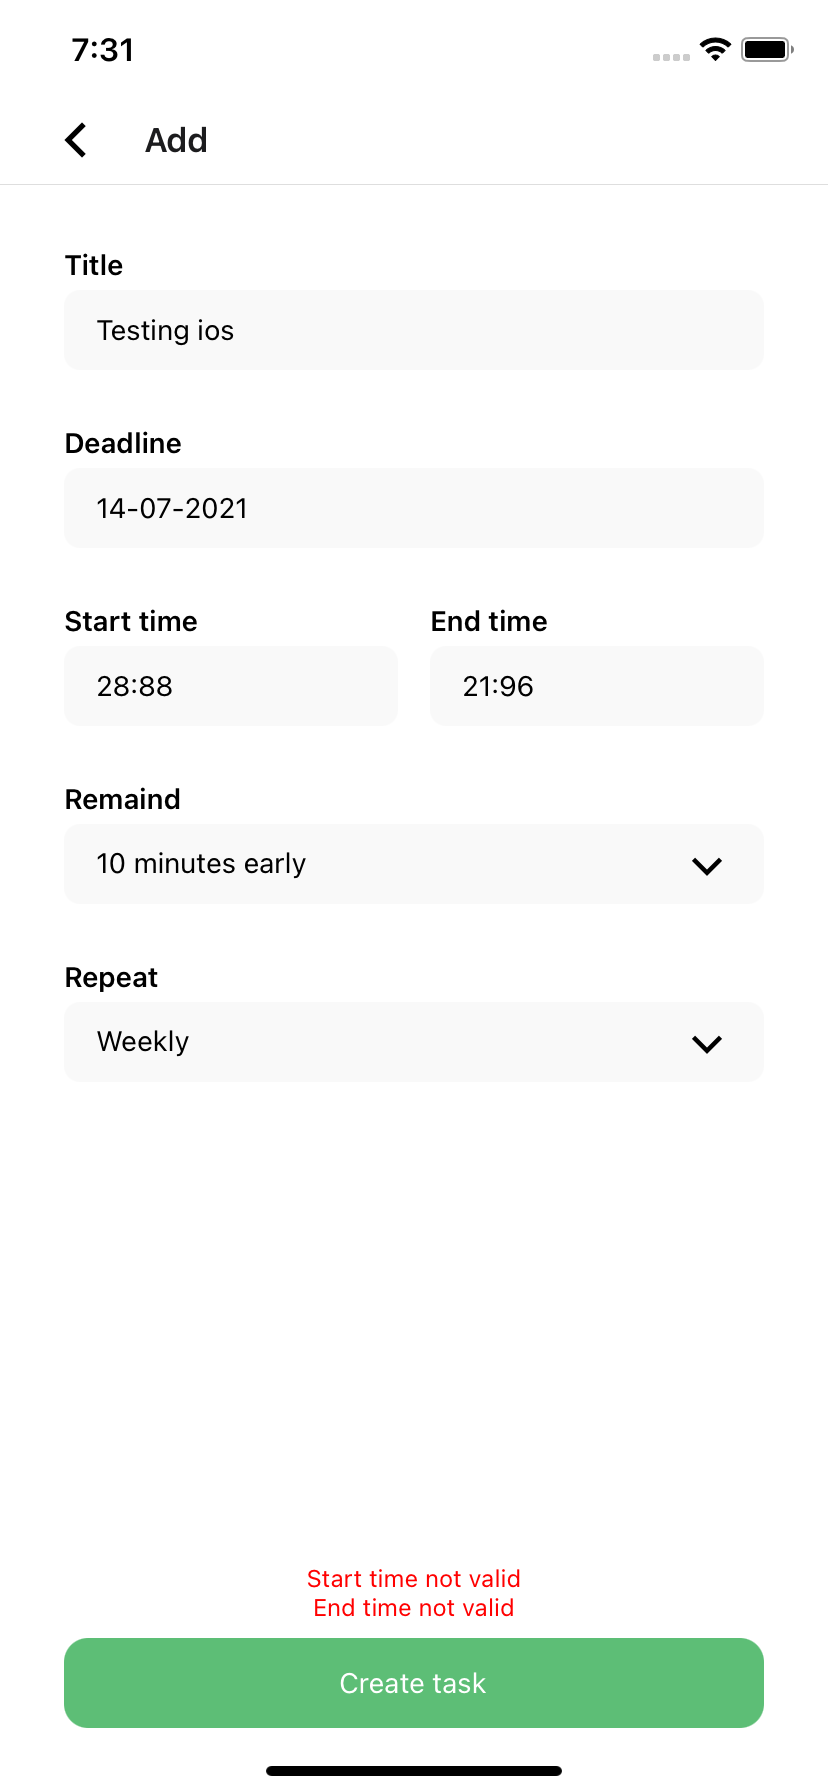 7:31
Add
Title
Testing ios
Deadline
14-07-2021
Start time
End time
28:88
21:96
Remaind
10 minutes early
Repeat
Weekly
Start time not valid
End time not valid
Create task